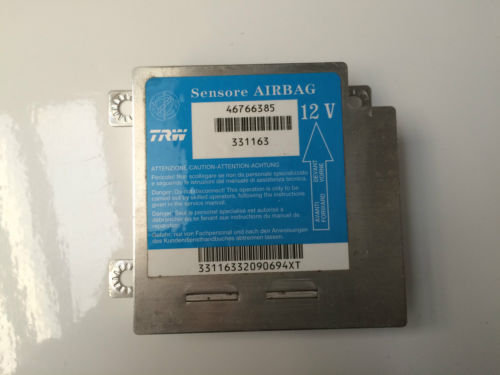 Sensore AIRBAG
46766385
12 V
TRW
331163
ATTENZIONE-CAUTION-ATTENTION-ACHTUNG
Pericolo! Non scollegare se non da personale specializzato
e seguendo le istruzioni del manuale di assistenza tecnica.
Danger: Do not disconnect! This operation is only to be
carried out by skilled operators, following the instructions
given in the service manual.
Danger: Seul le personnel specialisé est autorisé a
débrancher en se tenant aux instructions du manuel de
reparation.
Gefahr: nur von Fachpersonal und nach den Anweisungen
des Kundendiensthandbuches abtrennen lassen.
AVANTI
FORWARD
DEVANT
VORNE
33116332090694XT